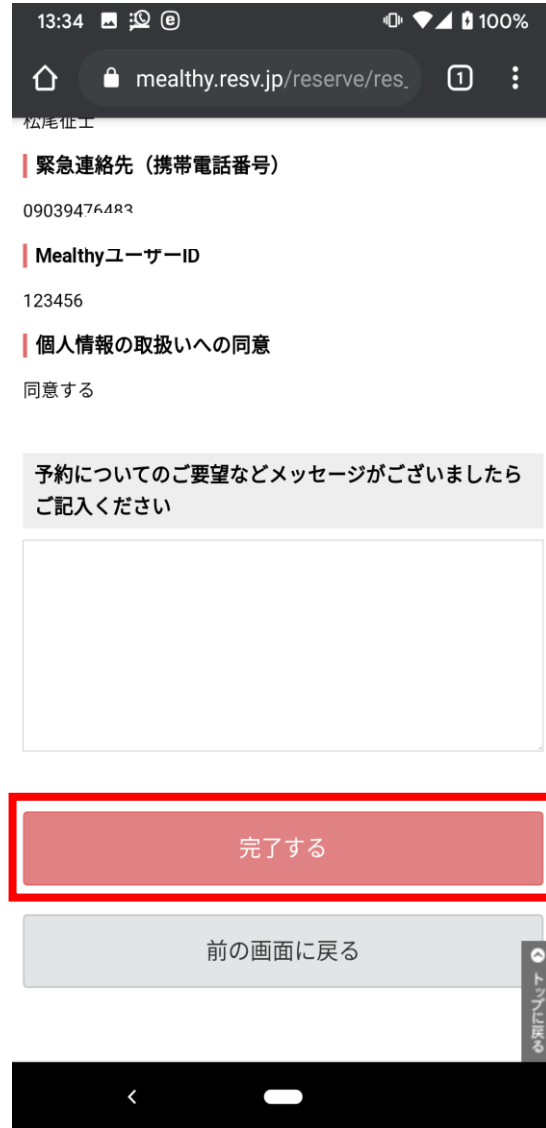 13:34 100%
mealthy.resv.jp/reserve/res_ 1
緊急連絡先（携帯電話番号）
09039476483
MealthyユーザーID
123456
個人情報の取扱いへの同意
同意する
予約についてのご要望などメッセージがございましたら
ご記入ください
完了する
前の画面に戻る
トップに戻る